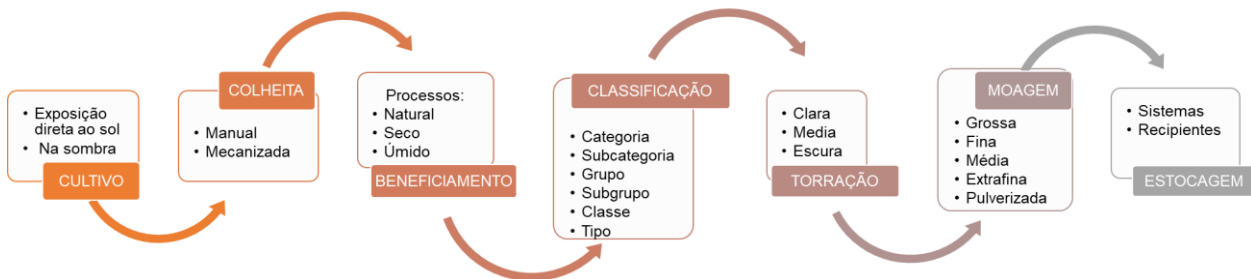 • Exposição
direta ao sol
• Na sombra
CULTIVO
COLHEITA
• Manual
• Mecanizada
Processos:
• Natural
• Seco
• Úmido
BENEFICIAMENTO
CLASSIFICAÇÃO
• Categoria
• Subcategoria
• Grupo
• Subgrupo
• Classe
• Tipo
• Clara
• Media
• Escura
TORRAÇÃO
MOAGEM
• Grossa
• Fina
• Média
• Extrafina
• Pulverizada
• Sistemas
• Recipientes
ESTOCAGEM